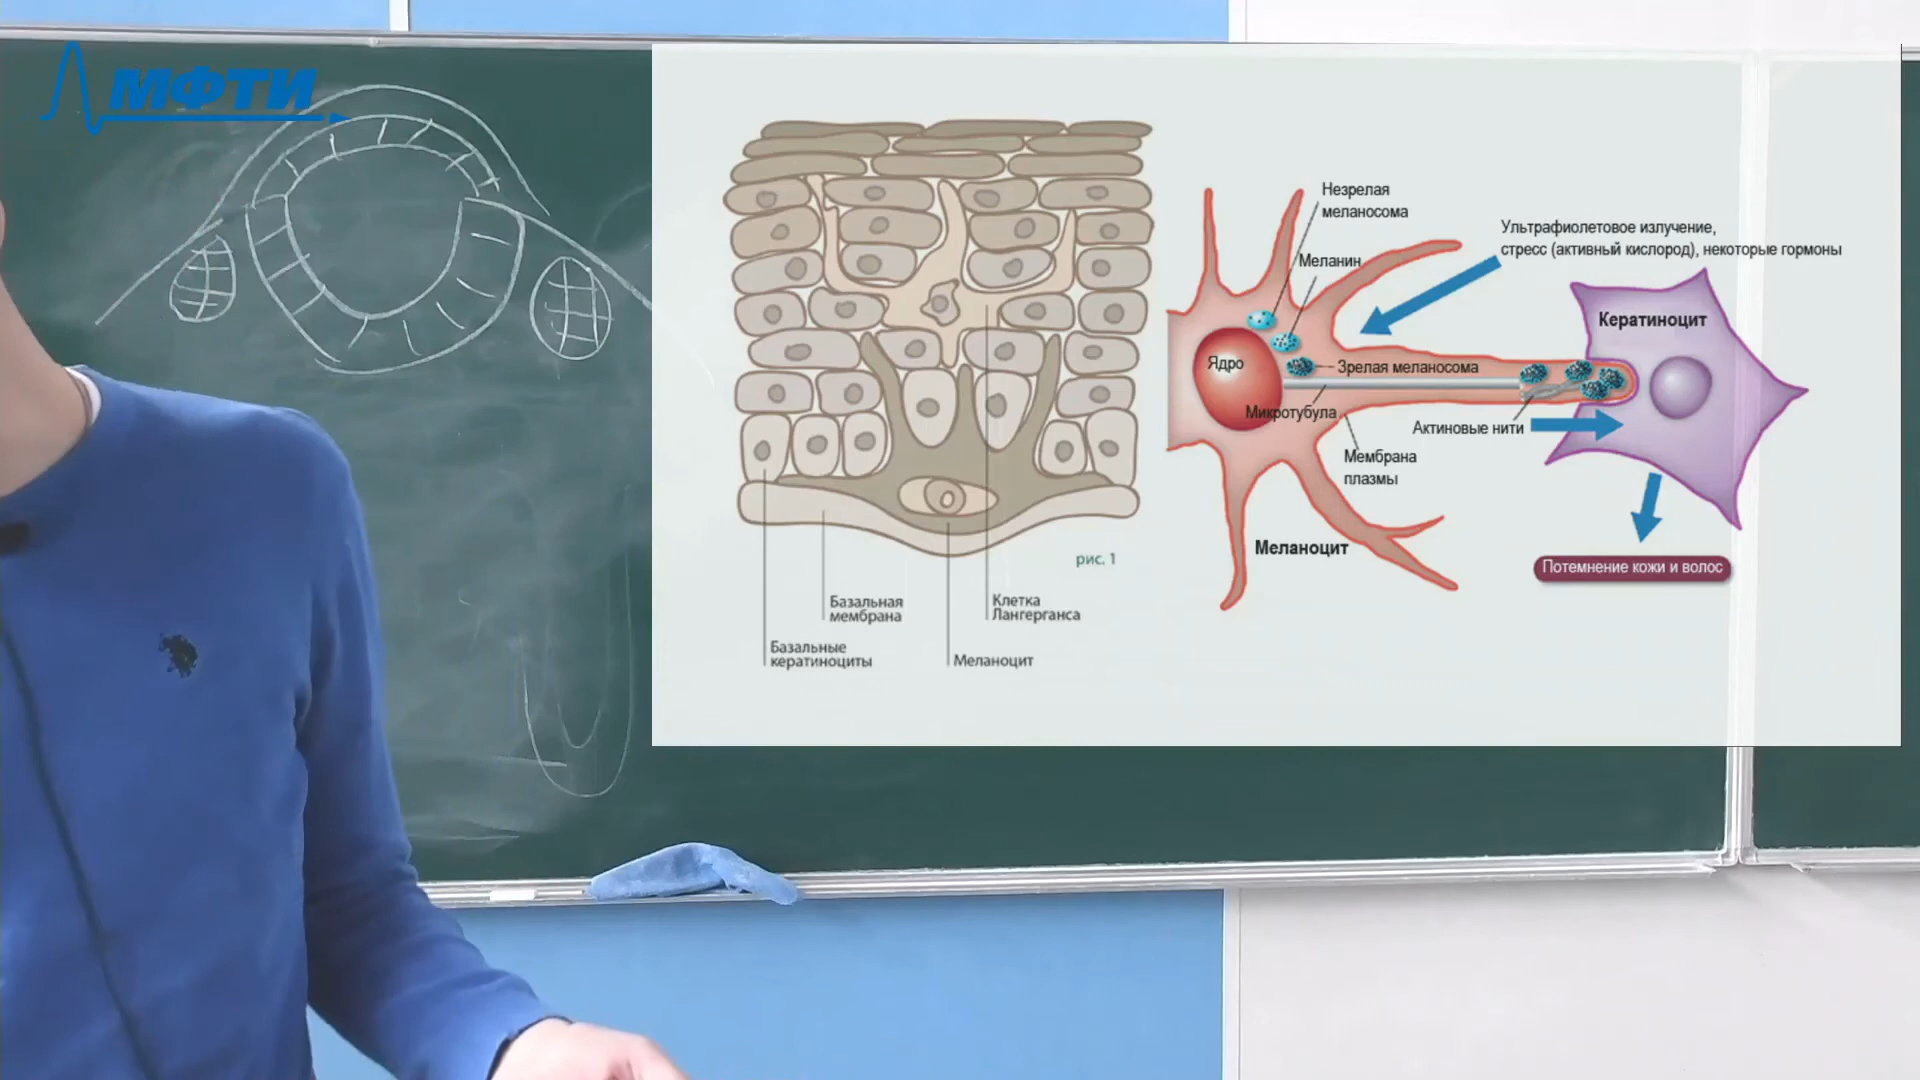 МФТИ
рис. 1
Базальная
мембрана
Клетка
Лангерганса
Базальные
кератиноциты
Меланоцит
Незрелая
меланосома
Меланин
Ультрафиолетовое излучение,
стресс (активный кислород), некоторые гормоны
Кератиноцит
Ядро
Зрелая меланосома
Микротубула
Актиновые нити
Мембрана
плазмы
Меланоцит
Потемнение кожи и волос